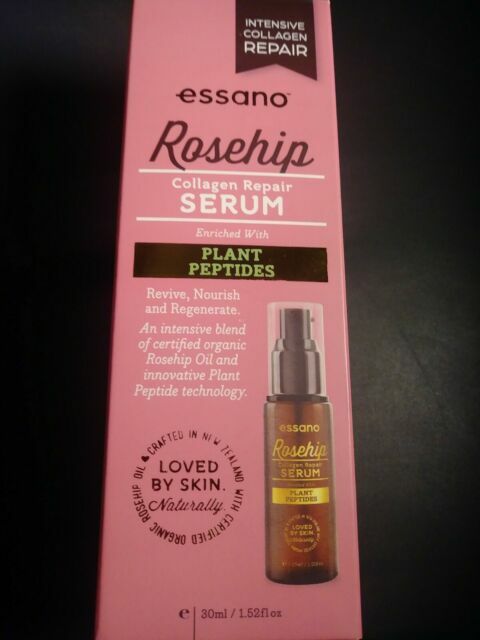 INTENSIVE
COLLAGEN
REPAIR
essano
Rosehip
Collagen Repair
SERUM
Enriched With
PLANT
PEPTIDES
Revive, Nourish
and Regenerate.
An intensive blend
of certified organic
Rosehip Oil and
innovative Plant
Peptide technology.
CRAFTED IN NEW ZEALAND WITH CERTIFIED ORGANIC ROSEHIP OIL &
LOVED
BY SKIN.
Naturally.
essano
Rosehip
Collagen Repair
SERUM
PLANT
PEPTIDES
LOVED
BY SKIN
Naturally
e 30ml / 1.52fl oz